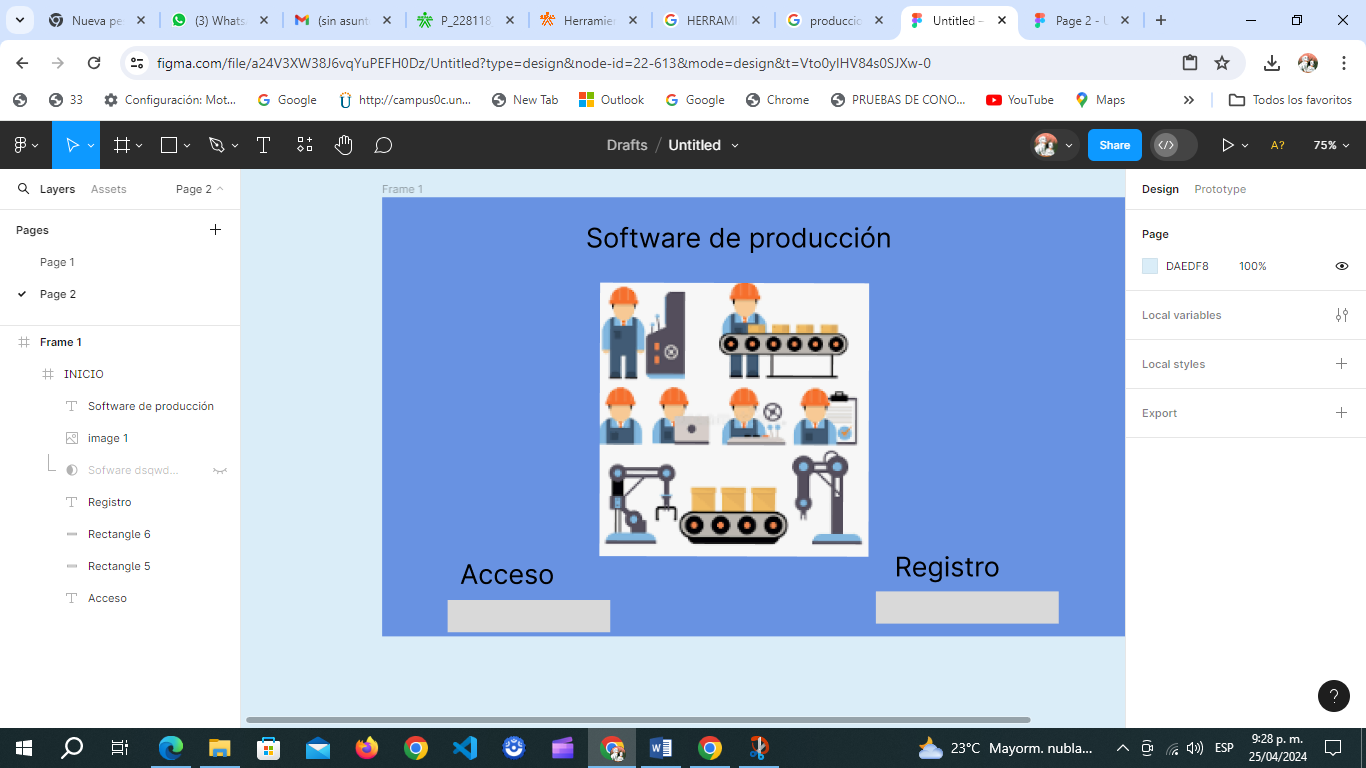 Nueva pe
(3) Whats
(sin asunt
P_228118
Herramie
HERRAMI
producció
Untitled –
Page 2 - U
figma.com/file/a24V3XW38J6vqYuPEFH0Dz/Untitled?type=design&node-id=22-613&mode=design&t=Vto0yIHV84s0SJXw-0
33
Configuración: Mot...
Google
http://campus0c.un...
New Tab
Outlook
Google
Chrome
PRUEBAS DE CONO...
YouTube
Maps
»
Todos los favoritos
Drafts / Untitled
Share
A?
75%
Layers
Assets
Page 2
Pages
Page 1
Page 2
Frame 1
INICIO
Software de producción
image 1
Sofware dsqwd...
Registro
Rectangle 6
Rectangle 5
Acceso
Frame 1
Software de producción
Acceso
Registro
Design
Prototype
Page
DAEDF8
100%
Local variables
Local styles
Export
?
23°C Mayorm. nubla...
ESP
9:28 p. m.
25/04/2024